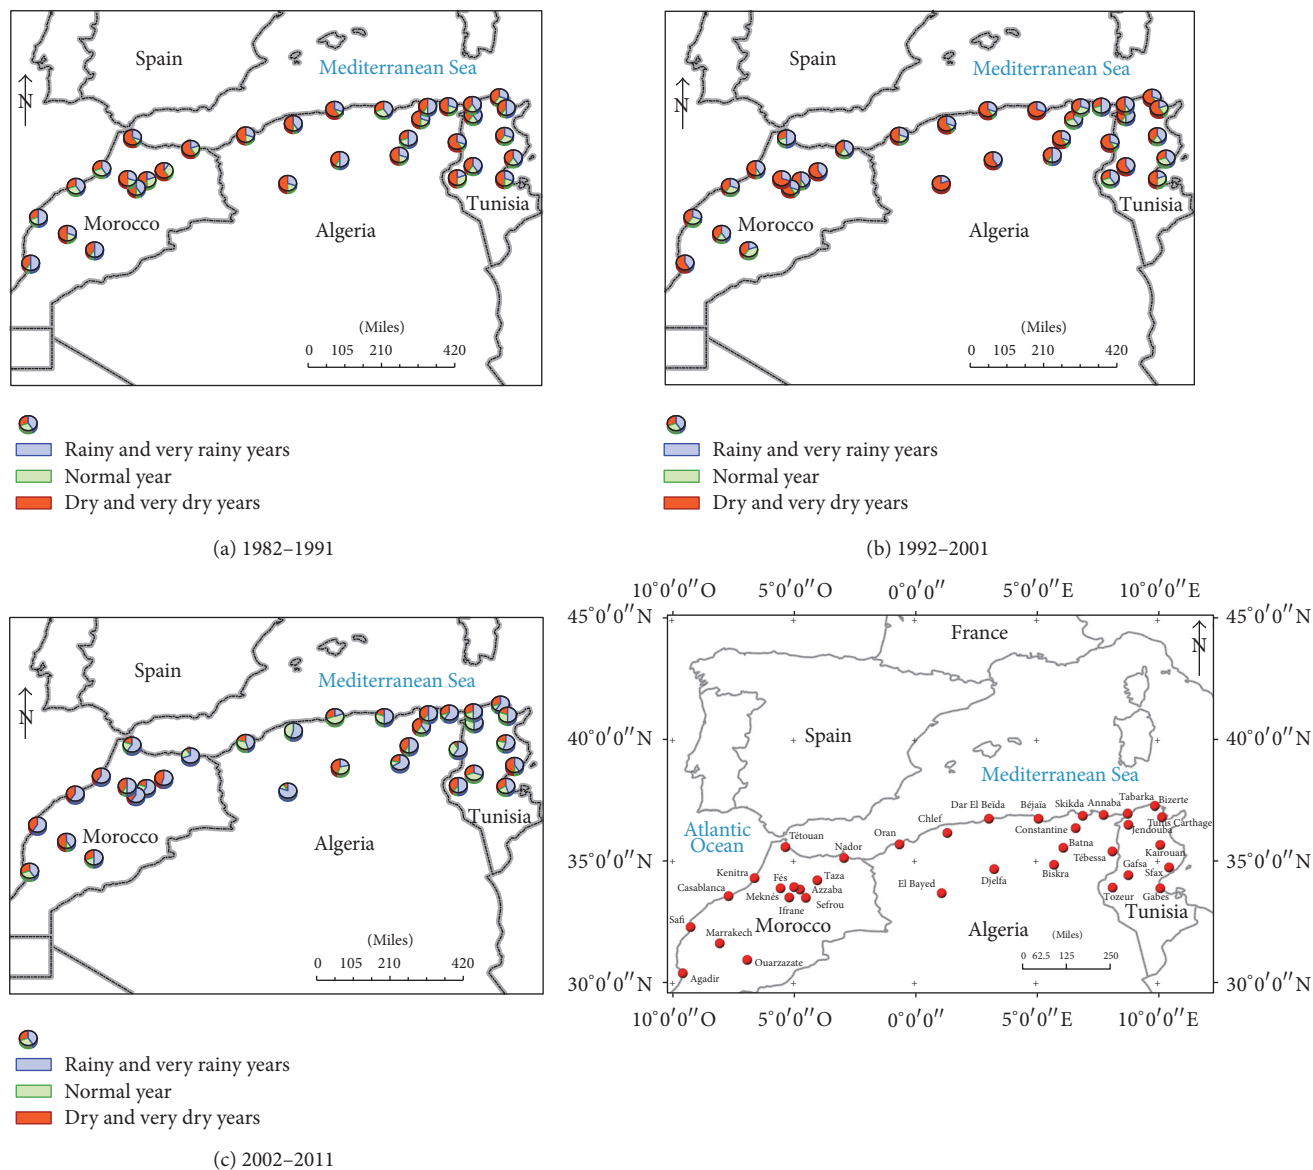 Spain
Mediterranean Sea
N
Morocco
Algeria
Tunisia
(Miles)
0 105 210 420
Rainy and very rainy years
Normal year
Dry and very dry years
(a) 1982–1991
Spain
Mediterranean Sea
N
Morocco
Algeria
Tunisia
(Miles)
0 105 210 420
Rainy and very rainy years
Normal year
Dry and very dry years
(b) 1992–2001
Spain
Mediterranean Sea
N
Morocco
Algeria
Tunisia
(Miles)
0 105 210 420
Rainy and very rainy years
Normal year
Dry and very dry years
(c) 2002–2011
10°0′0″O 5°0′0″O 0°0′0″ 5°0′0″E 10°0′0″E
45°0′0″N 45°0′0″N
France
N
Spain
40°0′0″N 40°0′0″N
Mediterranean Sea
Atlantic
Ocean
Dar El Beïda Béjaïa Skikda Annaba Tabarka Bizerte
Chlef Constantine Tunis Carthage
Tétouan Oran Jendouba
Nador Batna Kairouan
35°0′0″N 35°0′0″N
Tébessa Gafsa
Kenitra Fés Taza Djelfa Biskra Sfax
Casablanca Azzaba El Bayed
Meknés Sefrou Tozeur Gabes
Ifrane
Safi Morocco Algeria Tunisia
Marrakech (Miles)
Ouarzazate 0 62.5 125 250
Agadir
30°0′0″N 30°0′0″N
10°0′0″O 5°0′0″O 0°0′0″ 5°0′0″E 10°0′0″E